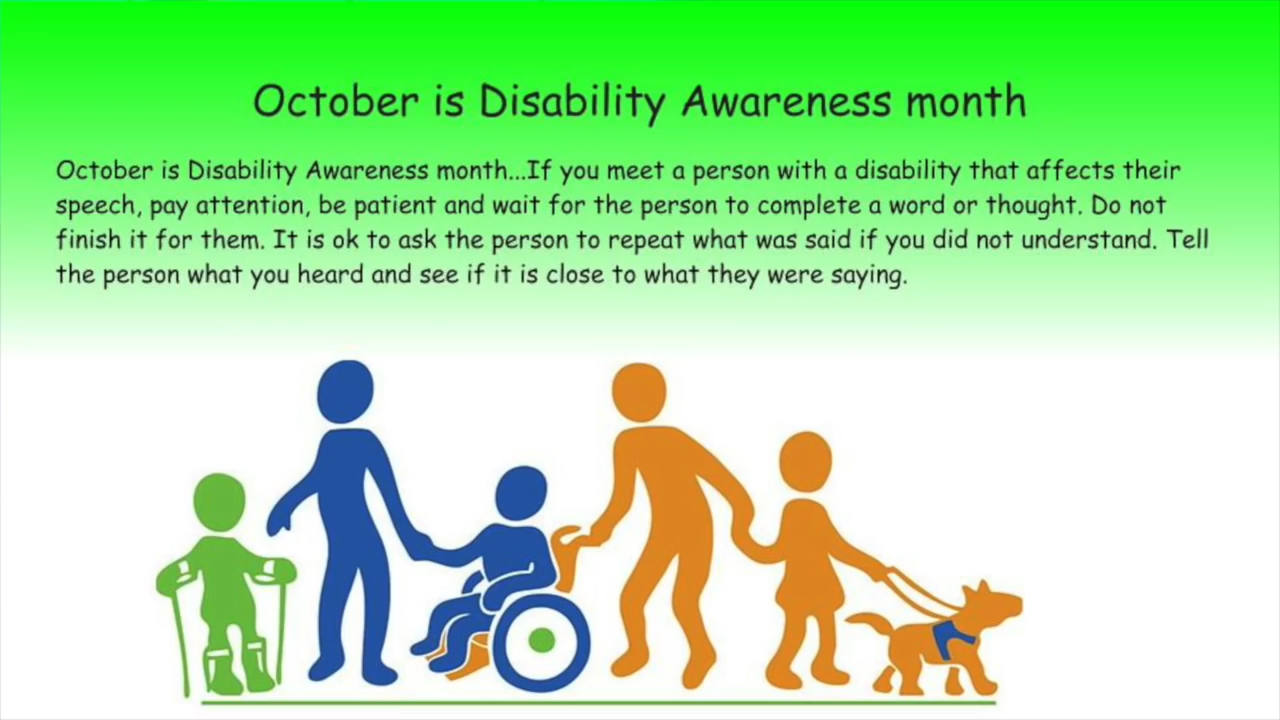 October is Disability Awareness month
October is Disability Awareness month...If you meet a person with a disability that affects their
speech, pay attention, be patient and wait for the person to complete a word or thought. Do not
finish it for them. It is ok to ask the person to repeat what was said if you did not understand. Tell
the person what you heard and see if it is close to what they were saying.